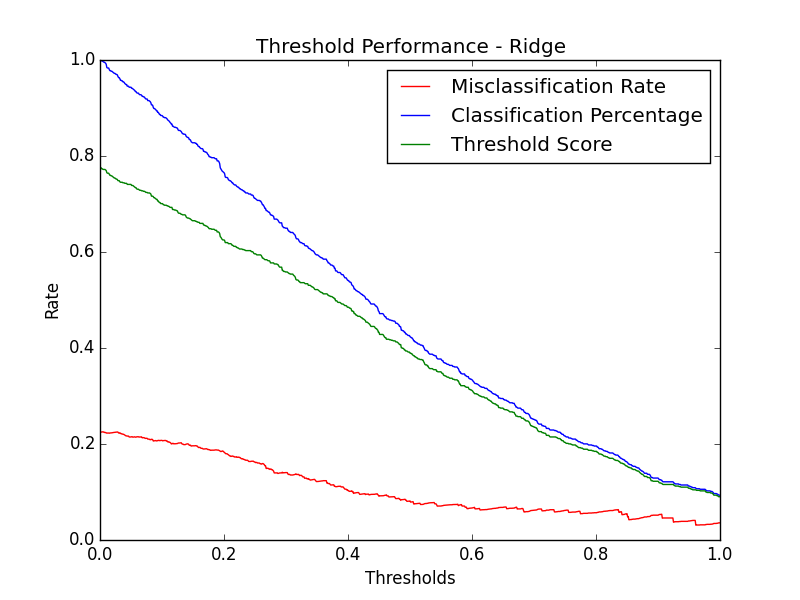 Threshold Performance - Ridge
Misclassification Rate
Classification Percentage
Threshold Score
Rate
1.0
0.8
0.6
0.4
0.2
0.0
0.0 0.2 0.4 0.6 0.8 1.0
Thresholds